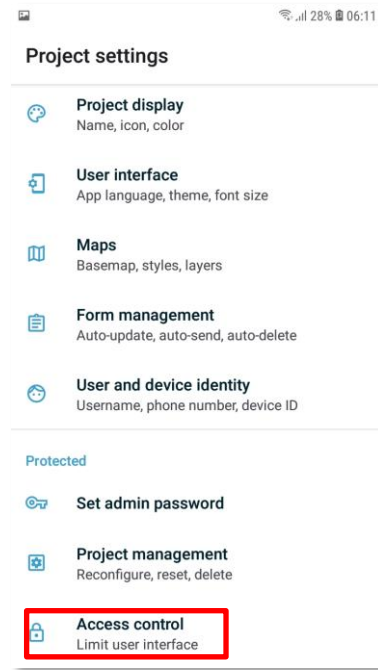 28% 06:11
Project settings
Project display
Name, icon, color
User interface
App language, theme, font size
Maps
Basemap, styles, layers
Form management
Auto-update, auto-send, auto-delete
User and device identity
Username, phone number, device ID
Protected
Set admin password
Project management
Reconfigure, reset, delete
Access control
Limit user interface